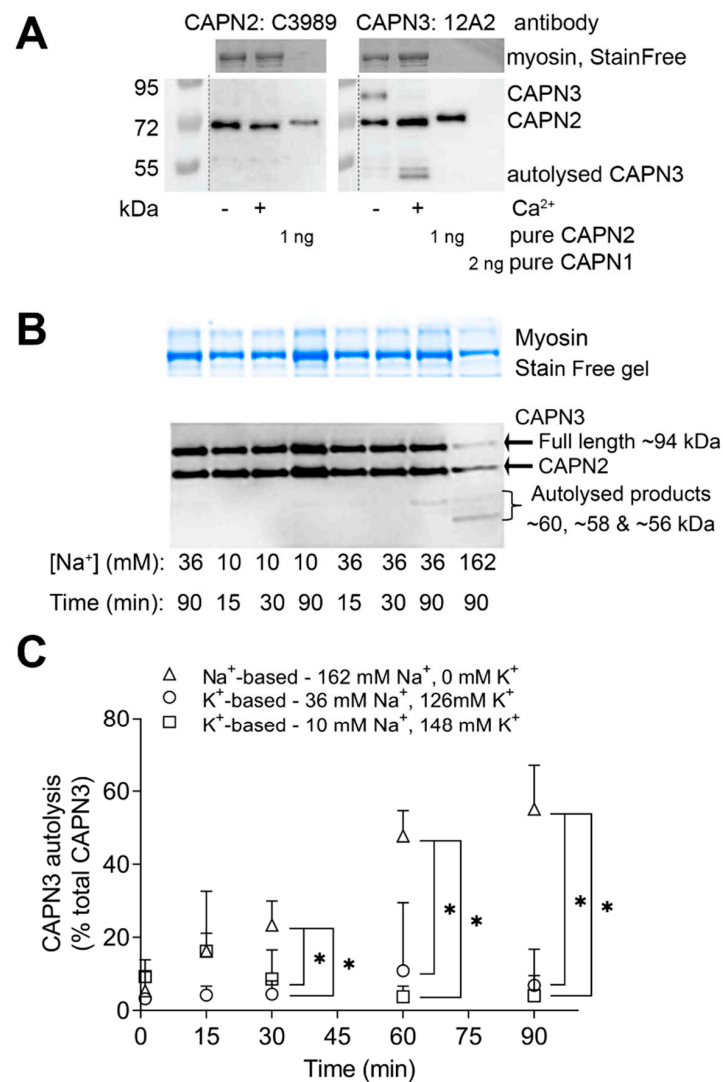 A
CAPN2: C3989 CAPN3: 12A2 antibody
myosin, StainFree
95 CAPN3
72 CAPN2
55 autolysed CAPN3
kDa - + - + Ca²⁺
1 ng 1 ng pure CAPN2
2 ng pure CAPN1
B
Myosin
Stain Free gel
CAPN3
Full length ~94 kDa
CAPN2
Autolysed products
~60, ~58 & ~56 kDa
[Na⁺] (mM): 36 10 10 10 36 36 36 162
Time (min): 90 15 30 90 15 30 90 90
C
Na⁺-based - 162 mM Na⁺, 0 mM K⁺
K⁺-based - 36 mM Na⁺, 126mM K⁺
K⁺-based - 10 mM Na⁺, 148 mM K⁺
CAPN3 autolysis
(% total CAPN3)
80
60
40
20
0
* * * * * *
0 15 30 45 60 75 90
Time (min)